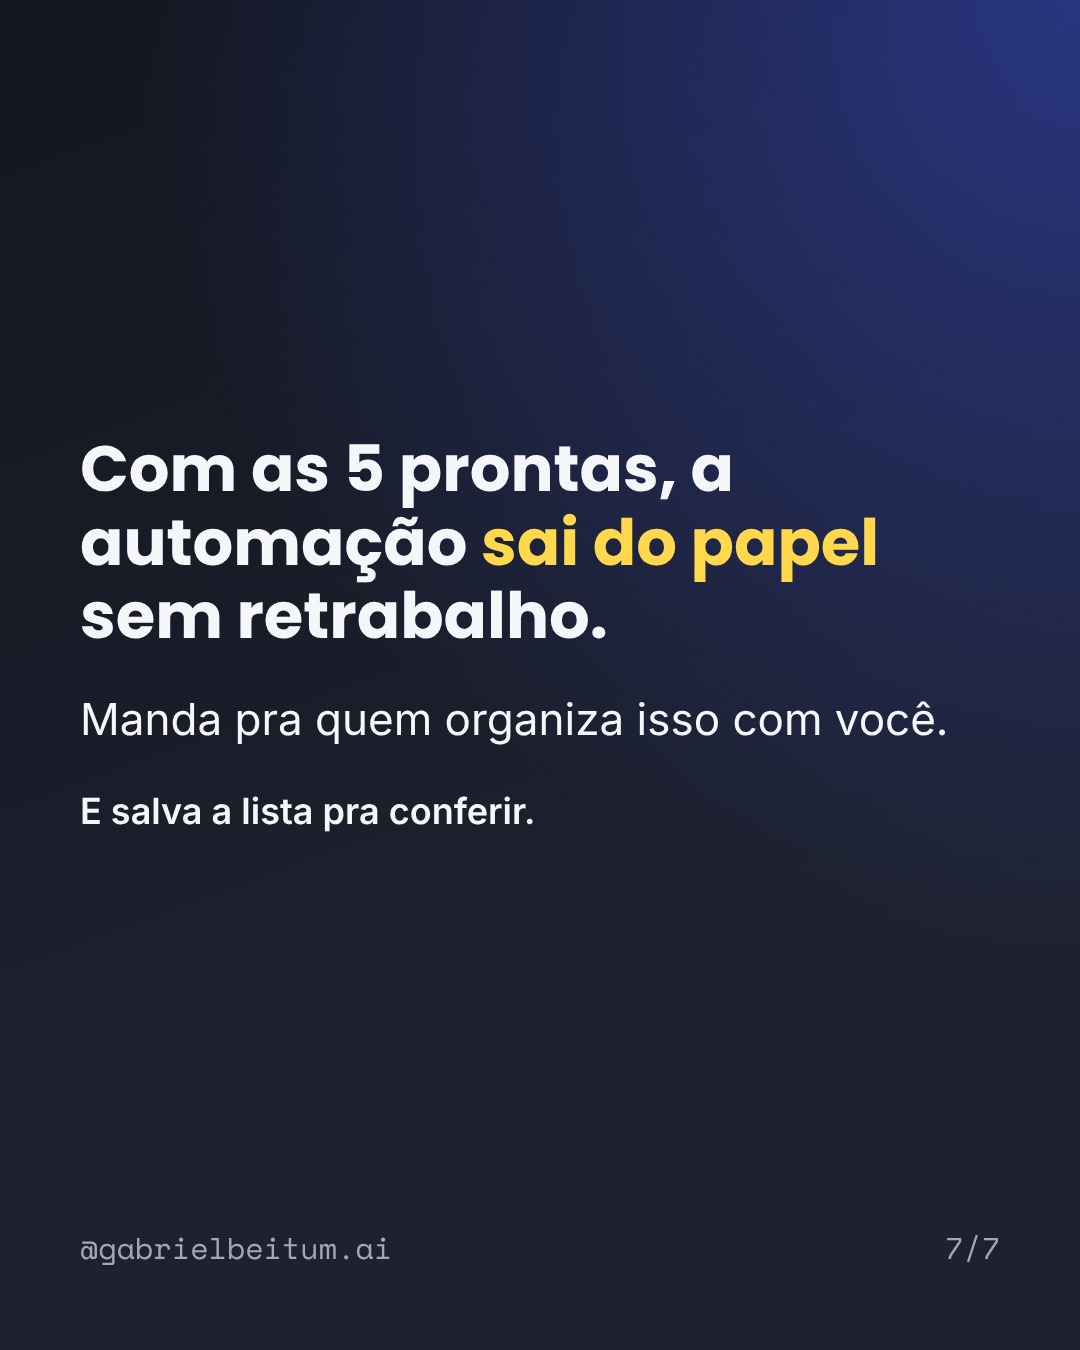 Com as 5 prontas, a
automação sai do papel
sem retrabalho.
Manda pra quem organiza isso com você.
E salva a lista pra conferir.
@gabrielbeitum.ai
7/7